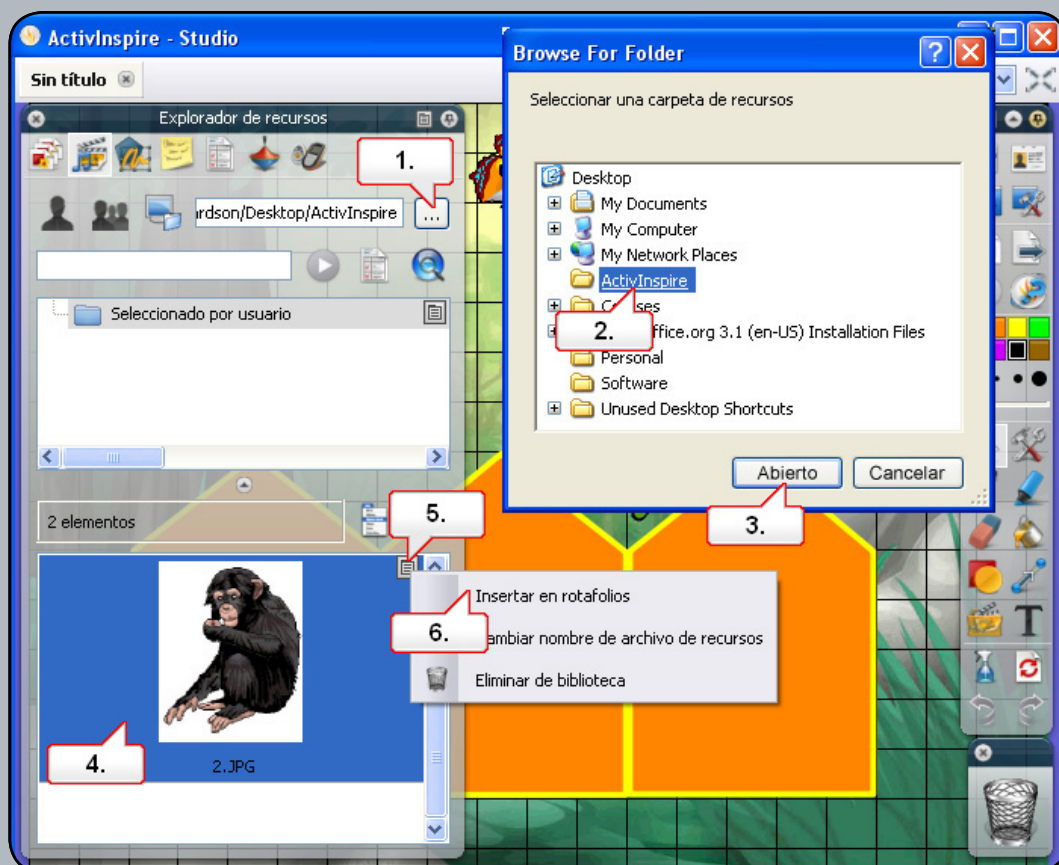 ActivInspire - Studio
Sin título
Explorador de recursos
1.
rdson/Desktop/ActivInspire
...
Seleccionado por usuario
2 elementos
5.
4.
2.JPG
Browse For Folder
?
Seleccionar una carpeta de recursos
Desktop
My Documents
My Computer
My Network Places
ActivInspire
2.
office.org 3.1 (en-US) Installation Files
Personal
Software
Unused Desktop Shortcuts
Abierto
Cancelar
3.
Insertar en rotafolios
6.
ambiar nombre de archivo de recursos
Eliminar de biblioteca
T